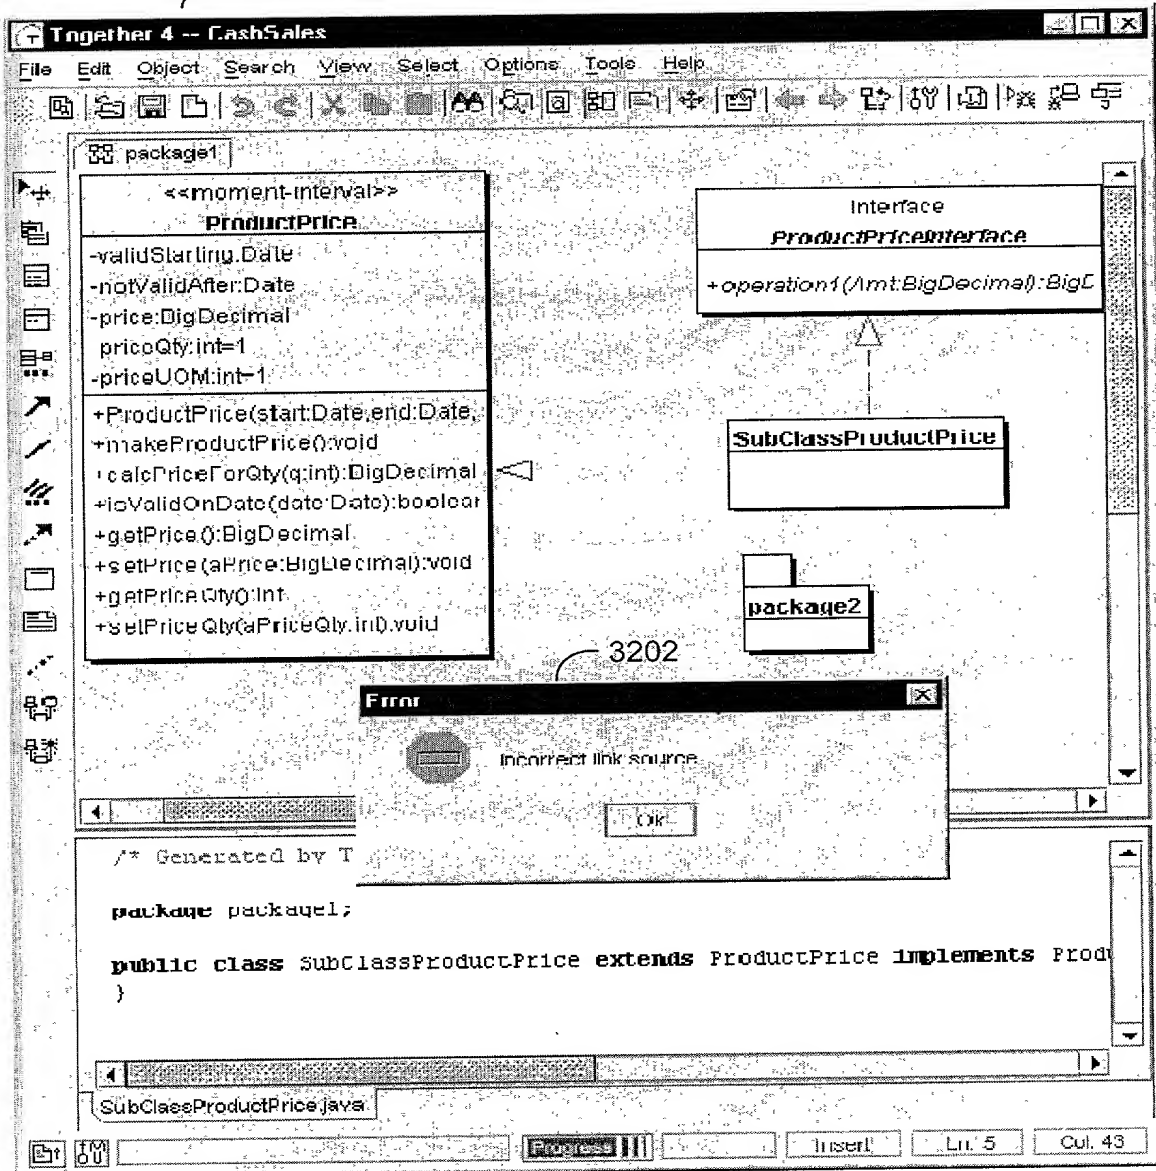 Together 4 -- CashSales
File Edit Object Search View Select Options Tools Help
package1
<<moment-interval>>
ProductPrice
-validStarting:Date
-notValidAfter:Date
-price:BigDecimal
priceQty:int=1
-priceUOM:int=1
+ProductPrice(start:Date,end:Date,
+makeProductPrice():void
+calcPriceForQty(q:int):BigDecimal
+isValidOnDate(date:Date):boolear
+getPrice():BigDecimal
+setPrice(aPrice:BigDecimal):void
+getPriceQty():int
+setPriceQty(aPriceQty:int):void
Interface
ProductPriceInterface
+operation1(Amt:BigDecimal):BigD
SubClassProductPrice
package2
3202
Error
Incorrect link source
Ok
/* Generated by T
package package1;
public class SubClassProductPrice extends ProductPrice implements Produ
}
SubClassProductPrice.java
Progress Insert Ln: 5 Col: 43